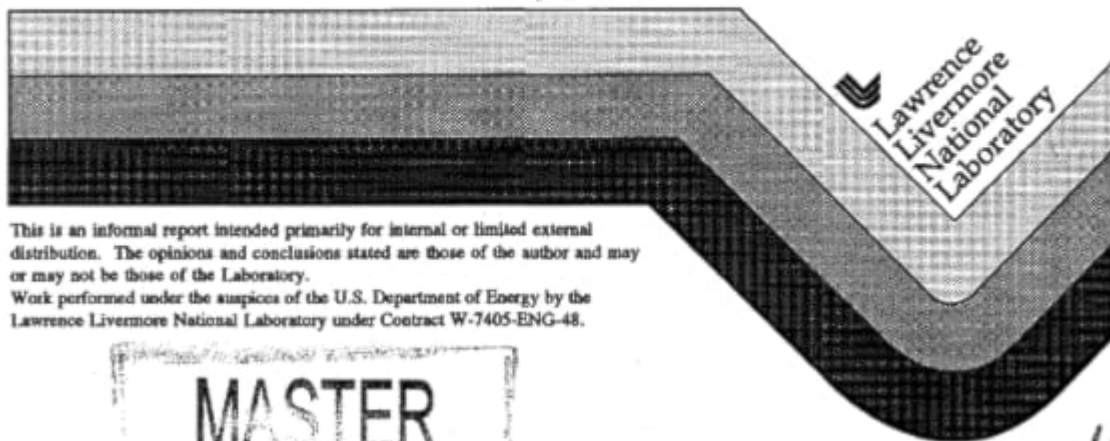 Lawrence
Livermore
National
Laboratory
This is an informal report intended primarily for internal or limited external
distribution. The opinions and conclusions stated are those of the author and may
or may not be those of the Laboratory.
Work performed under the auspices of the U.S. Department of Energy by the
Lawrence Livermore National Laboratory under Contract W-7405-ENG-48.
MASTER